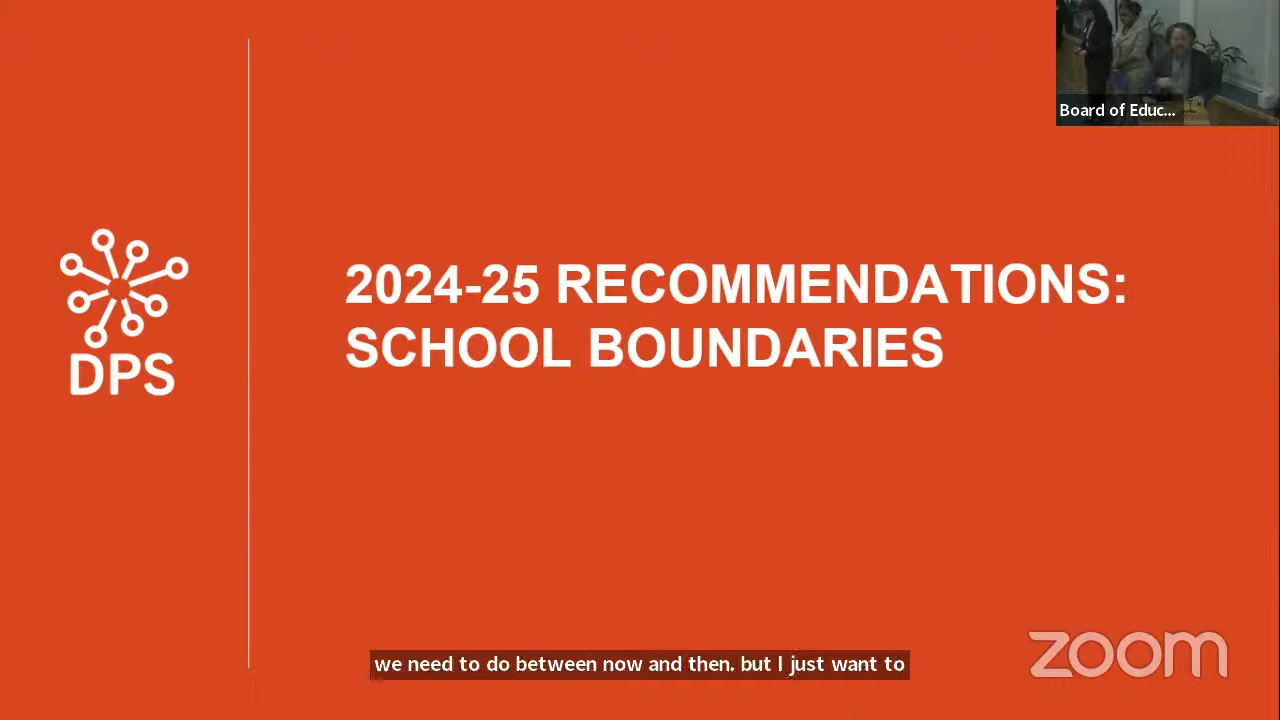 Board of Educ...
DPS
2024-25 RECOMMENDATIONS:
SCHOOL BOUNDARIES
zoom
we need to do between now and then. but I just want to